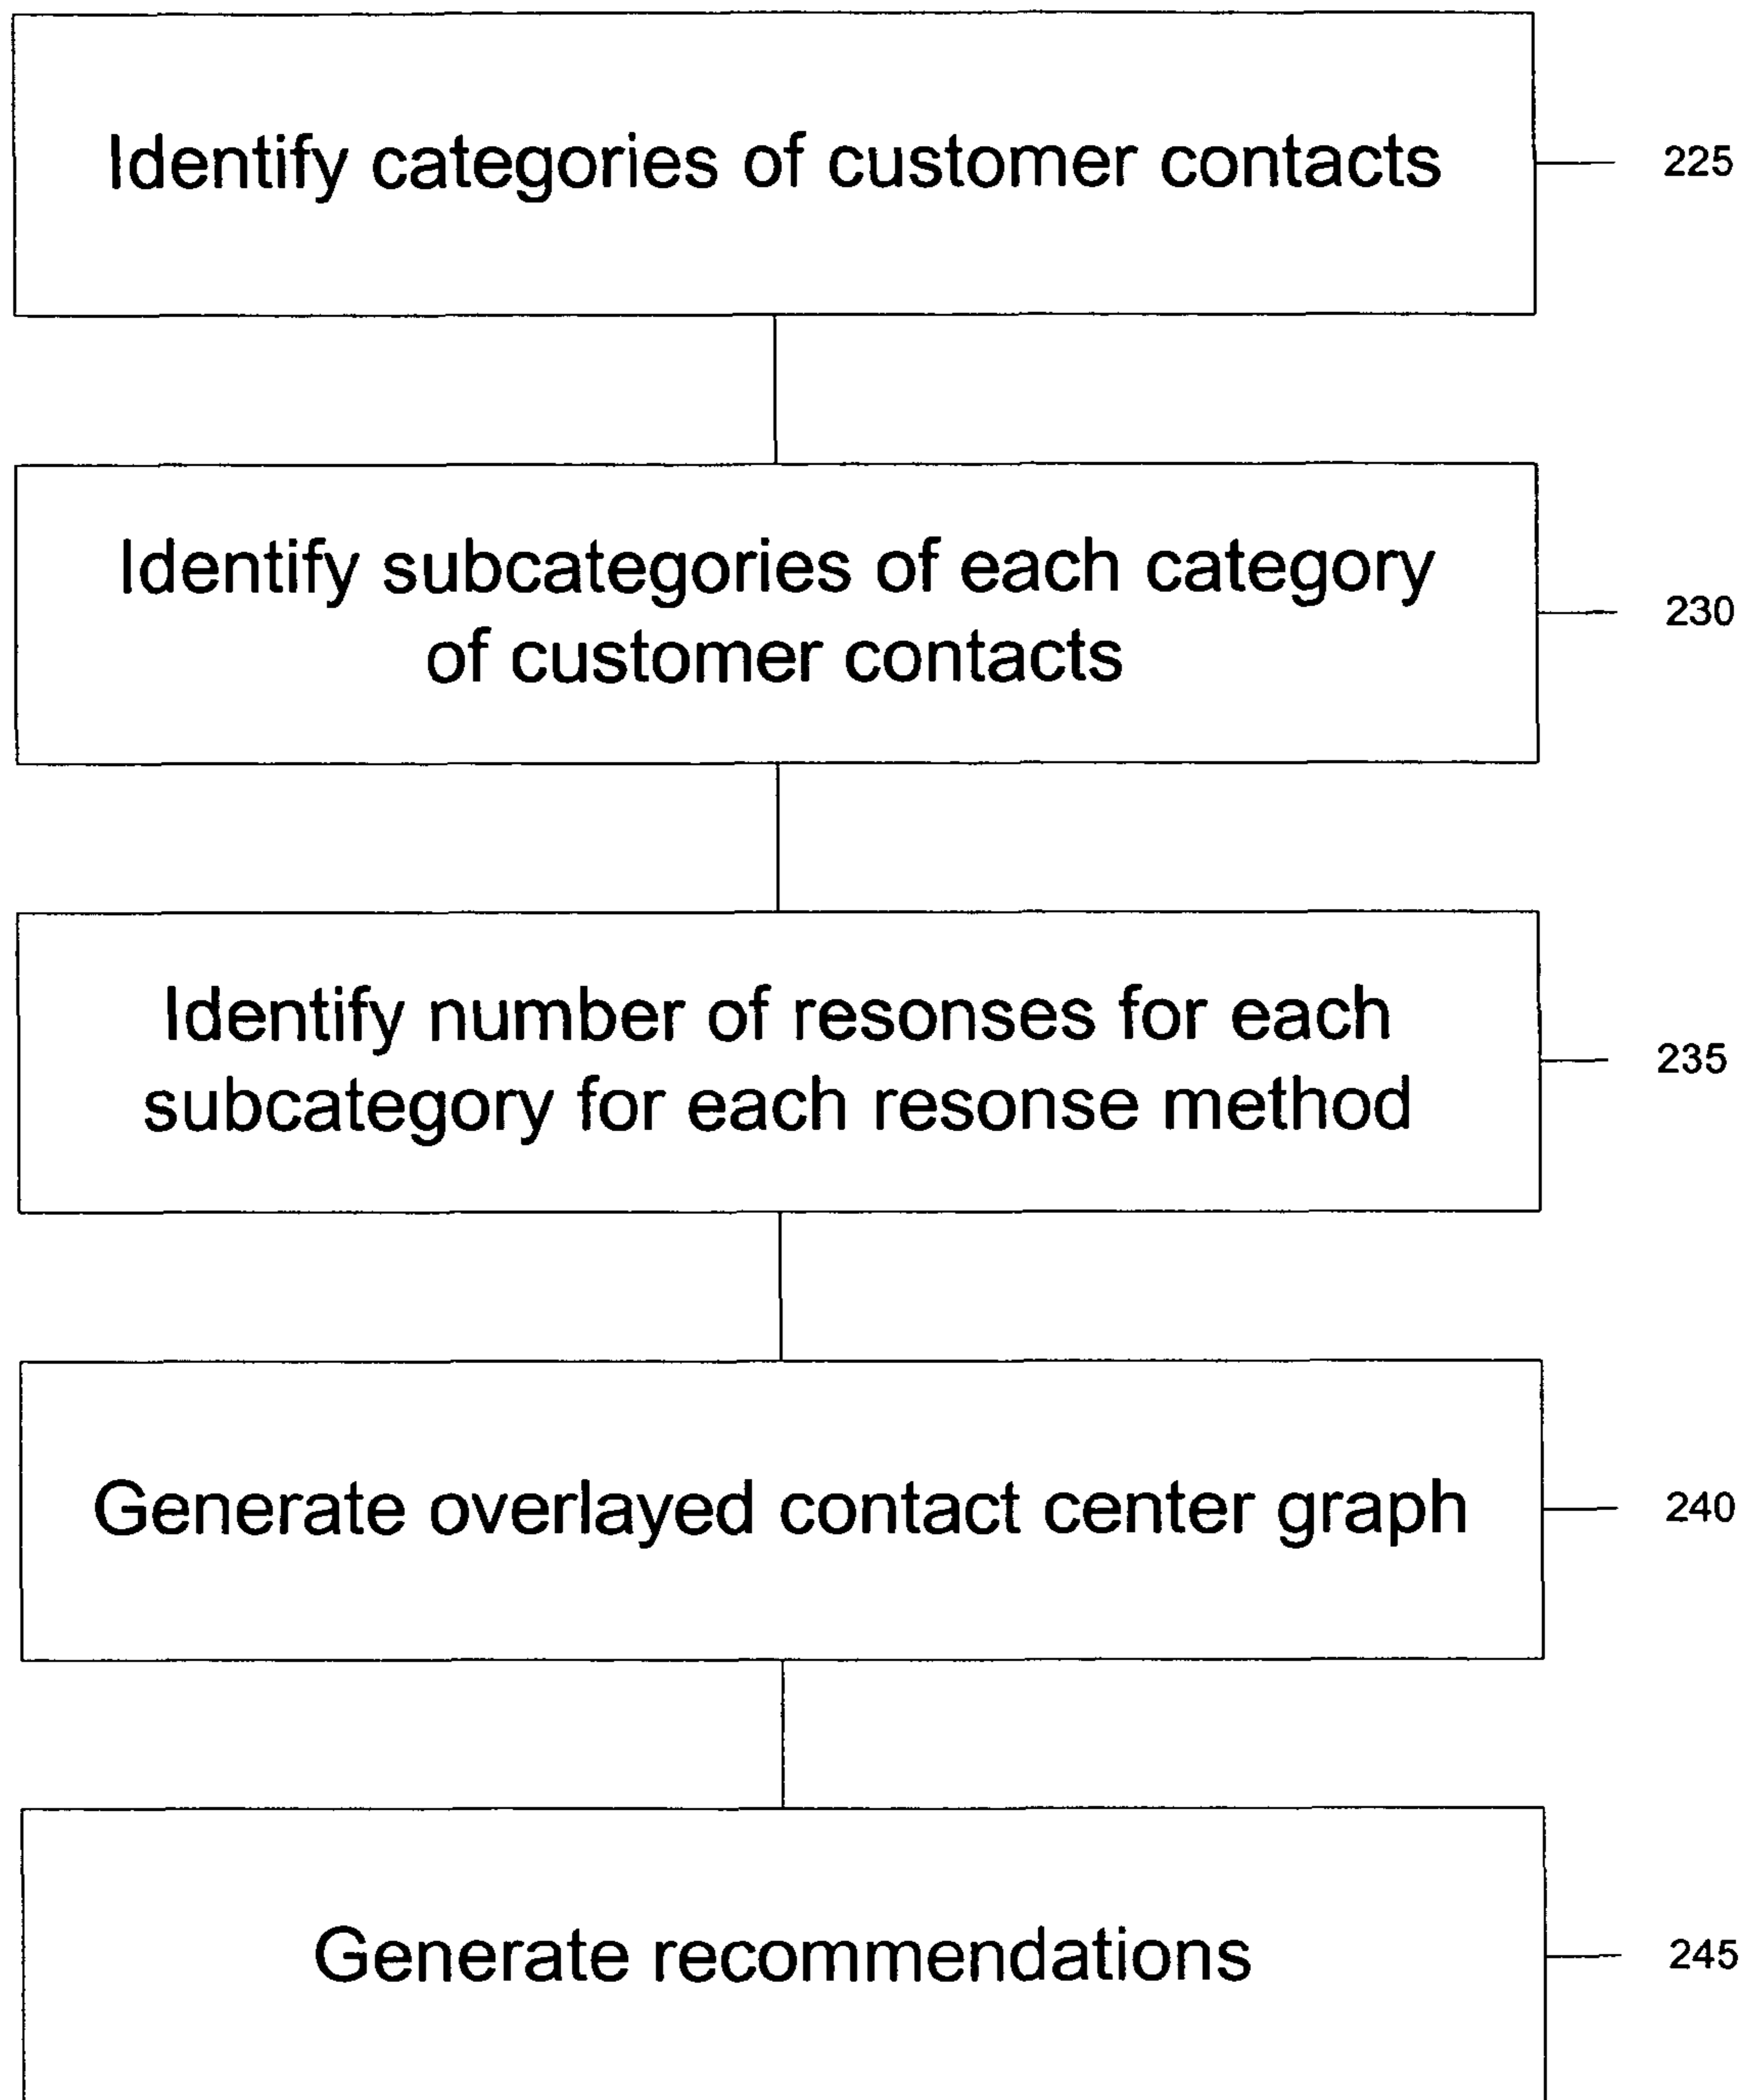 Identify categories of customer contacts
225
Identify subcategories of each category
of customer contacts
230
Identify number of resonses for each
subcategory for each resonse method
235
Generate overlayed contact center graph
240
Generate recommendations
245